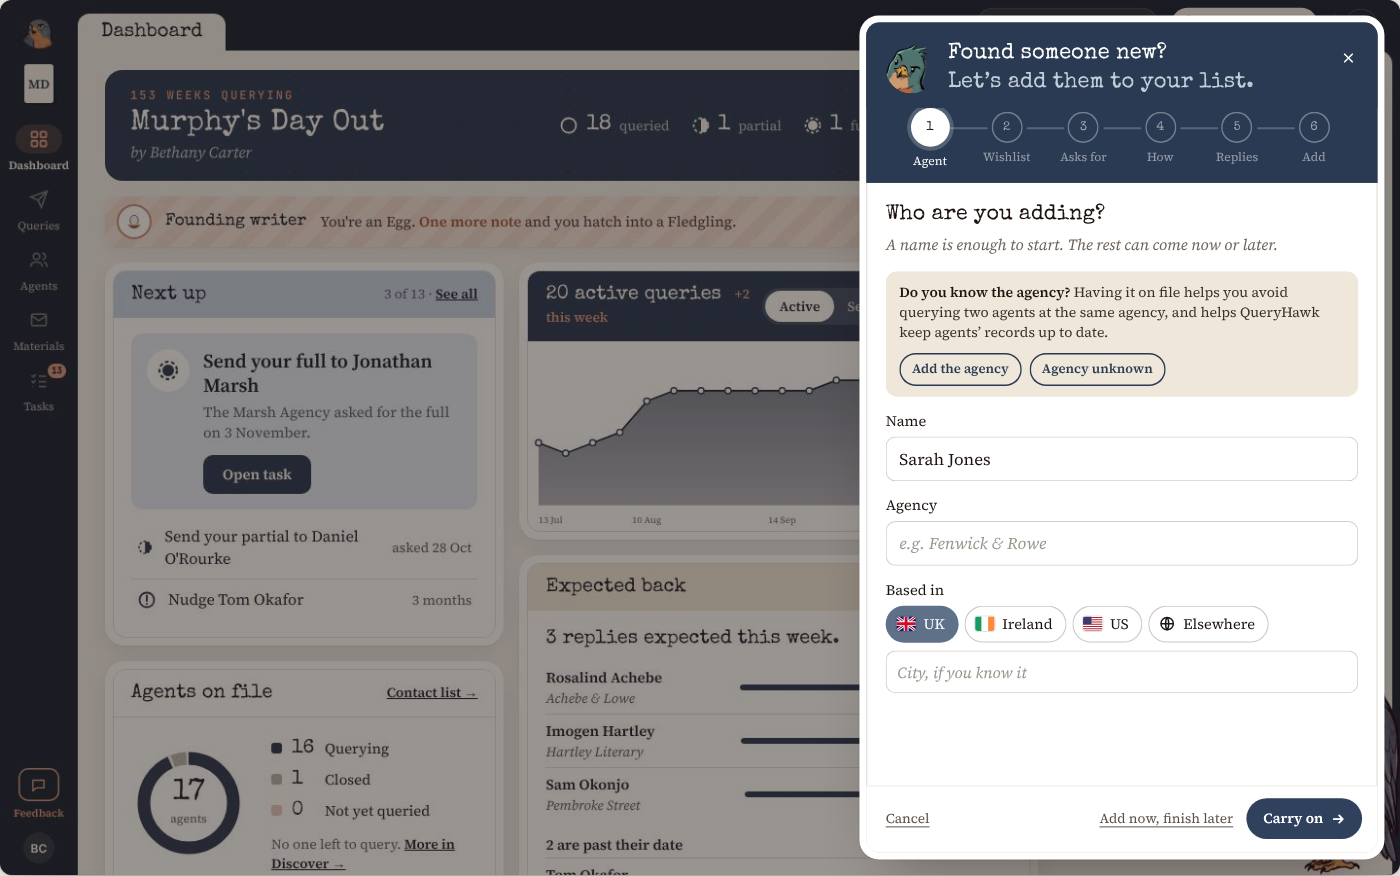 Dashboard
MD
Dashboard
Queries
Agents
Materials
13
Tasks
Feedback
BC
153 WEEKS QUERYING
Murphy's Day Out
by Bethany Carter
18 queried
1 partial
1 fu
Founding writer You're an Egg. One more note and you hatch into a Fledgling.
Next up
3 of 13 · See all
Send your full to Jonathan
Marsh
The Marsh Agency asked for the full
on 3 November.
Open task
Send your partial to Daniel
O'Rourke
asked 28 Oct
Nudge Tom Okafor
3 months
Agents on file
Contact list →
17
agents
16 Querying
1 Closed
0 Not yet queried
No one left to query. More in
Discover →
20 active queries +2
this week
Active
Se
13 Jul
10 Aug
14 Sep
Expected back
3 replies expected this week.
Rosalind Achebe
Achebe & Lowe
Imogen Hartley
Hartley Literary
Sam Okonjo
Pembroke Street
2 are past their date
Tom Okafor
Found someone new?
Let's add them to your list.
1
2
3
4
5
6
Agent
Wishlist
Asks for
How
Replies
Add
Who are you adding?
A name is enough to start. The rest can come now or later.
Do you know the agency? Having it on file helps you avoid
querying two agents at the same agency, and helps QueryHawk
keep agents’ records up to date.
Add the agency
Agency unknown
Name
Sarah Jones
Agency
e.g. Fenwick & Rowe
Based in
UK
Ireland
US
Elsewhere
City, if you know it
Cancel
Add now, finish later
Carry on →